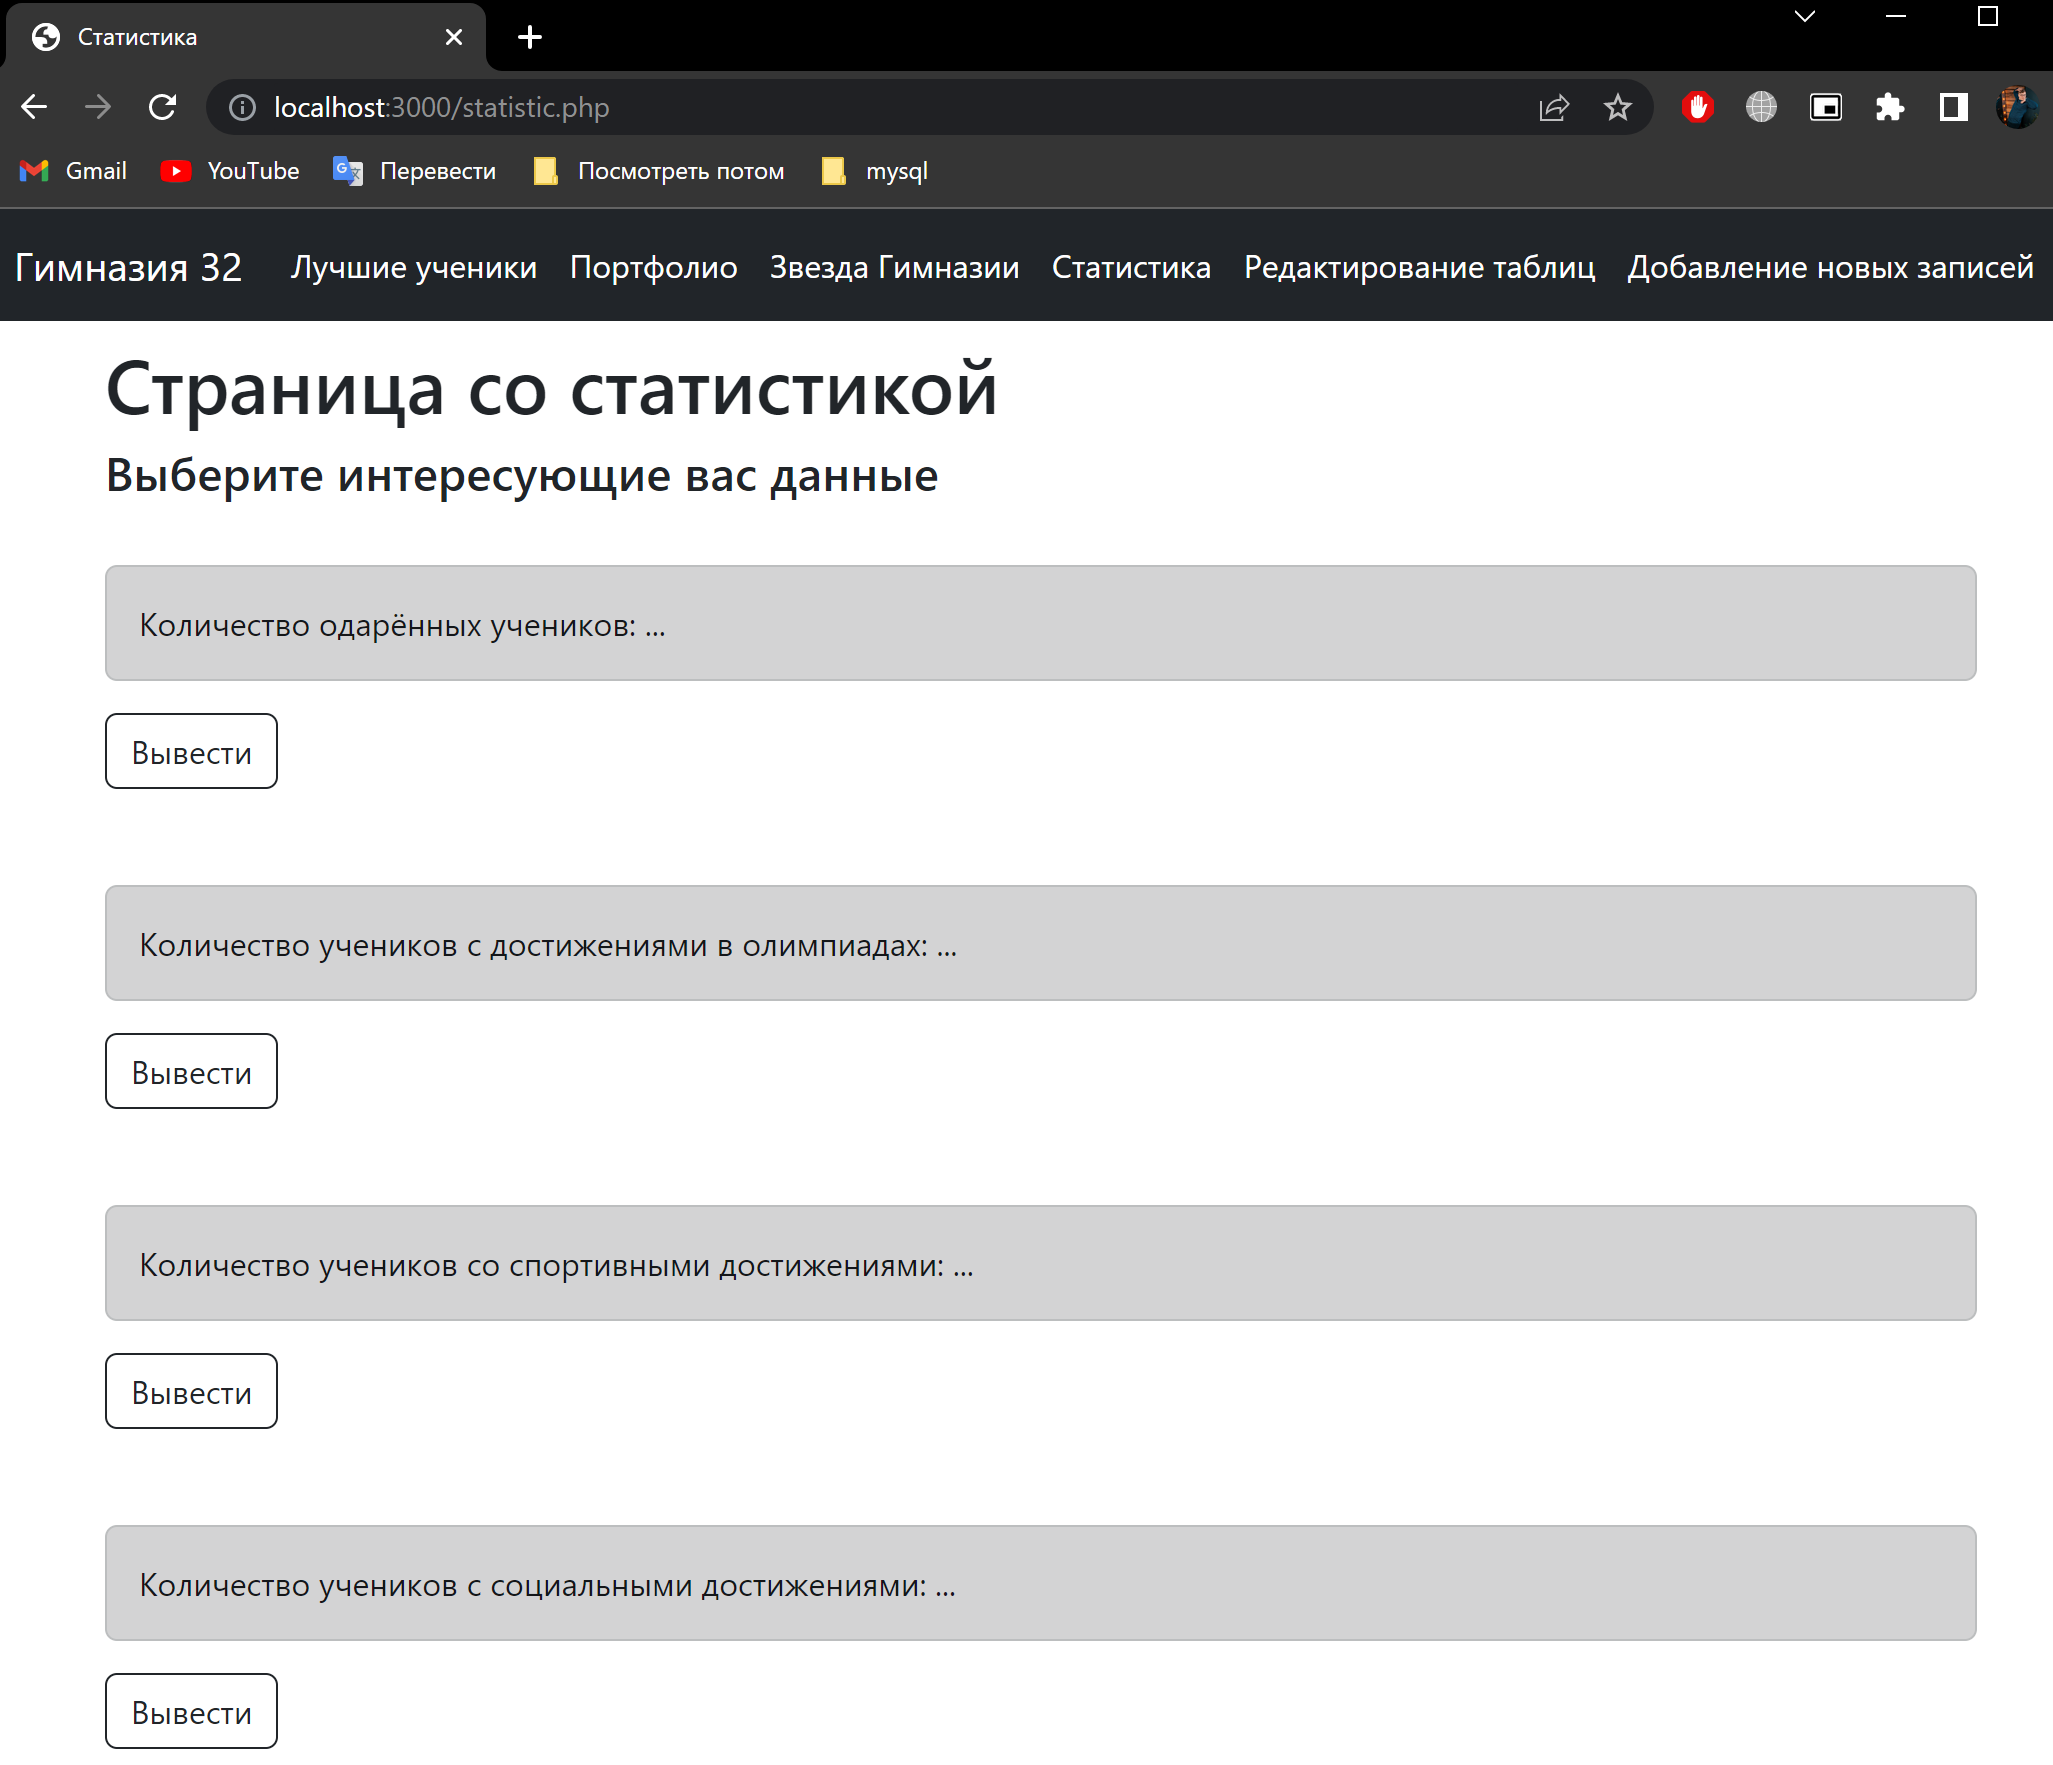 Статистика
localhost:3000/statistic.php
Gmail YouTube Перевести Посмотреть потом mysql
Гимназия 32 Лучшие ученики Портфолио Звезда Гимназии Статистика Редактирование таблиц Добавление новых записей
Страница со статистикой
Выберите интересующие вас данные
Количество одарённых учеников: ...
Вывести
Количество учеников с достижениями в олимпиадах: ...
Вывести
Количество учеников со спортивными достижениями: ...
Вывести
Количество учеников с социальными достижениями: ...
Вывести